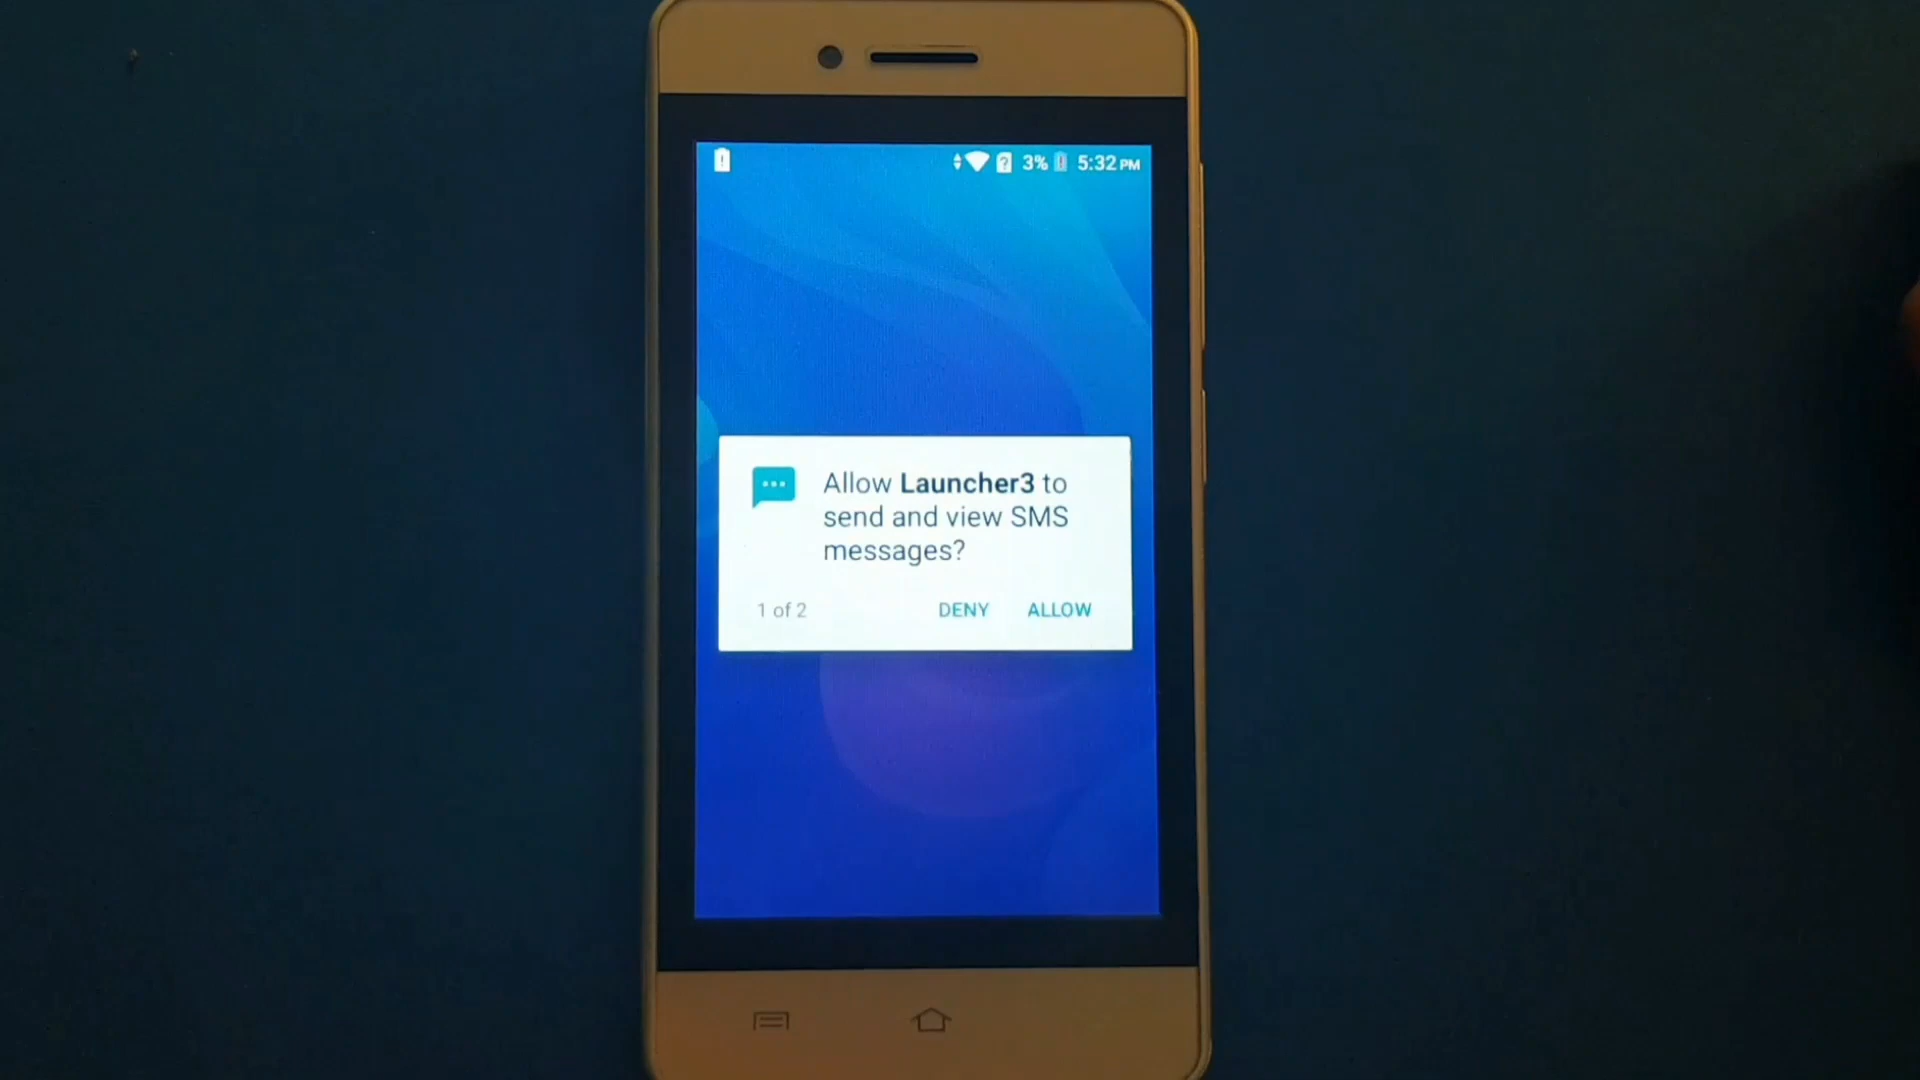 3% 5:32 PM
Allow Launcher3 to
send and view SMS
messages?
1 of 2 DENY ALLOW